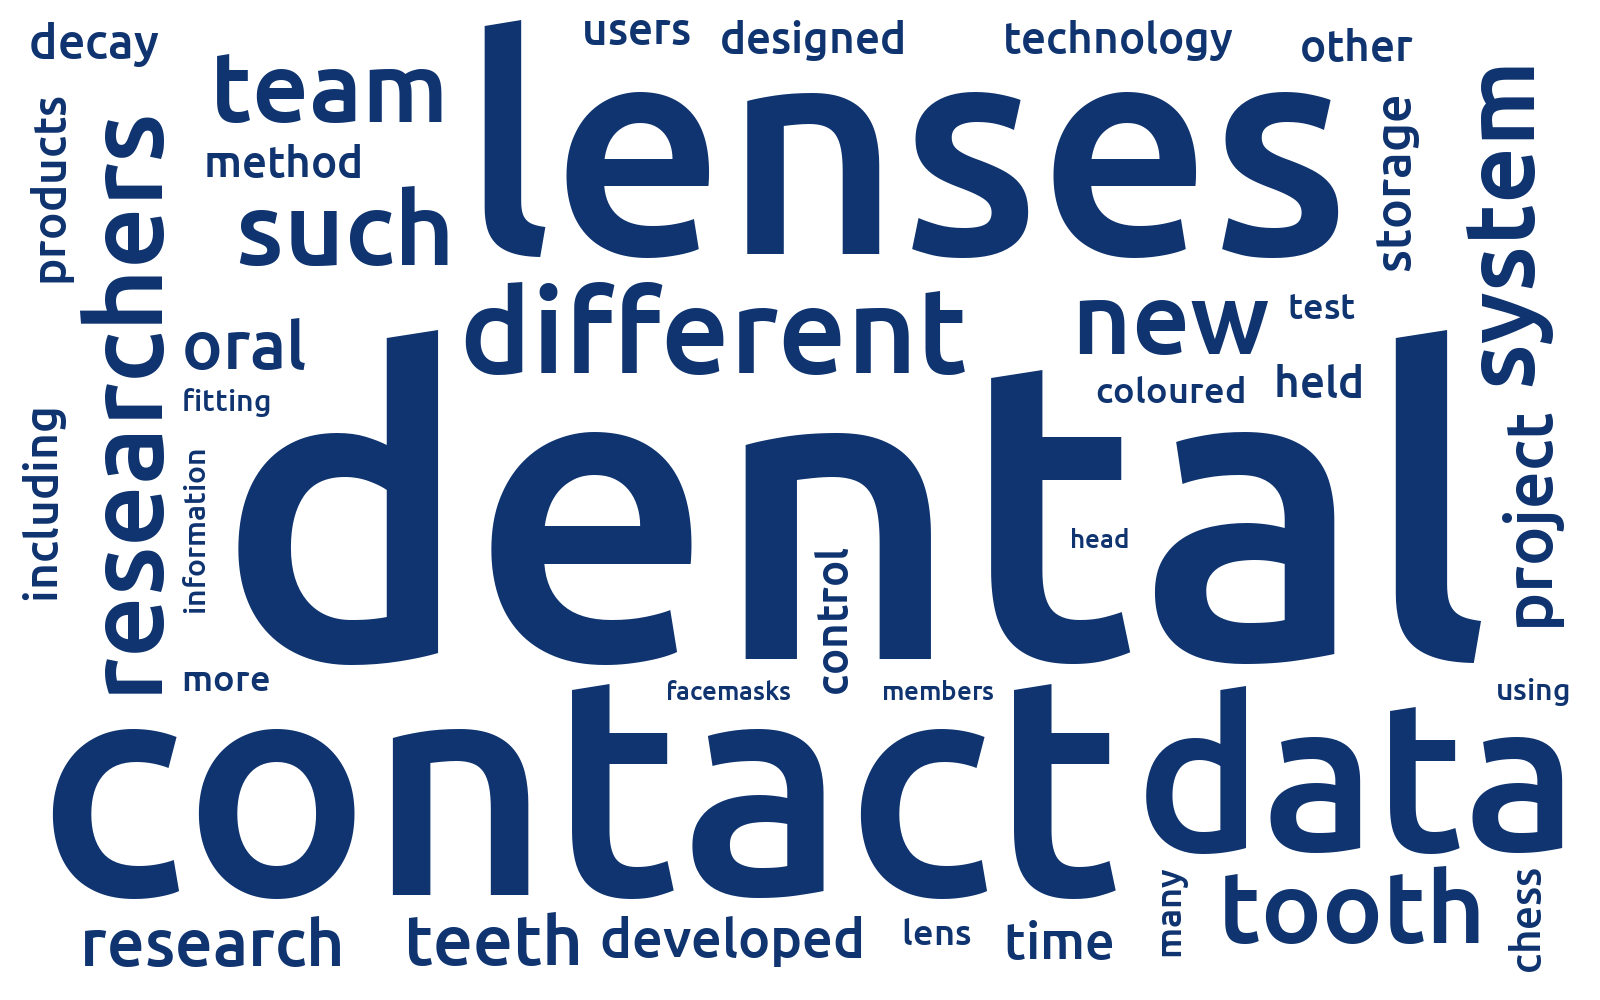 decay
users
designed
technology
other
team
lenses
products
researchers
method
storage
system
such
different
new
test
oral
coloured
held
fitting
dental
including
information
project
head
control
more
facemasks
members
using
contact
data
many
tooth
chess
research
teeth
developed
lens
time